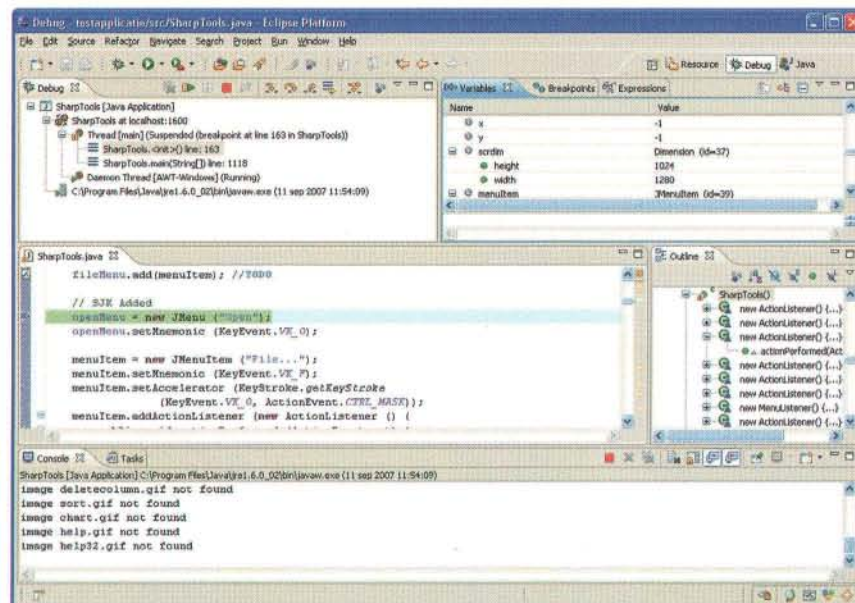 Debug - testapplicatie/src/SharpTools.java - Eclipse Platform
File Edit Source Refactor Navigate Search Project Run Window Help
Resource Debug Java
Debug
SharpTools [Java Application]
SharpTools at localhost:1600
Thread [main] (Suspended (breakpoint at line 163 in SharpTools))
SharpTools.<init>() line: 163
SharpTools.main(String[]) line: 1118
Daemon Thread [AWT-Windows] (Running)
C:\Program Files\Java\jre1.6.0_02\bin\javaw.exe (11 sep 2007 11:54:09)
Variables Breakpoints Expressions
Name Value
x -1
y -1
scrdim Dimension (id=37)
height 1024
width 1280
menuItem JMenuItem (id=39)
SharpTools.java
fileMenu.add(menuItem); //TODO
// SJK Added
openMenu = new JMenu ("Open");
openMenu.setMnemonic (KeyEvent.VK_O);
menuItem = new JMenuItem ("File...");
menuItem.setMnemonic (KeyEvent.VK_F);
menuItem.setAccelerator (KeyStroke.getKeyStroke
(KeyEvent.VK_O, ActionEvent.CTRL_MASK));
menuItem.addActionListener (new ActionListener () {
Outline
SharpTools()
new ActionListener() {...}
new ActionListener() {...}
new ActionListener() {...}
actionPerformed(Act
new ActionListener() {...}
new ActionListener() {...}
new ActionListener() {...}
new MenuListener() {...}
new ActionListener() {...}
Console Tasks
SharpTools [Java Application] C:\Program Files\Java\jre1.6.0_02\bin\javaw.exe (11 sep 2007 11:54:09)
image deletecolumn.gif not found
image sort.gif not found
image chart.gif not found
image help.gif not found
image help32.gif not found